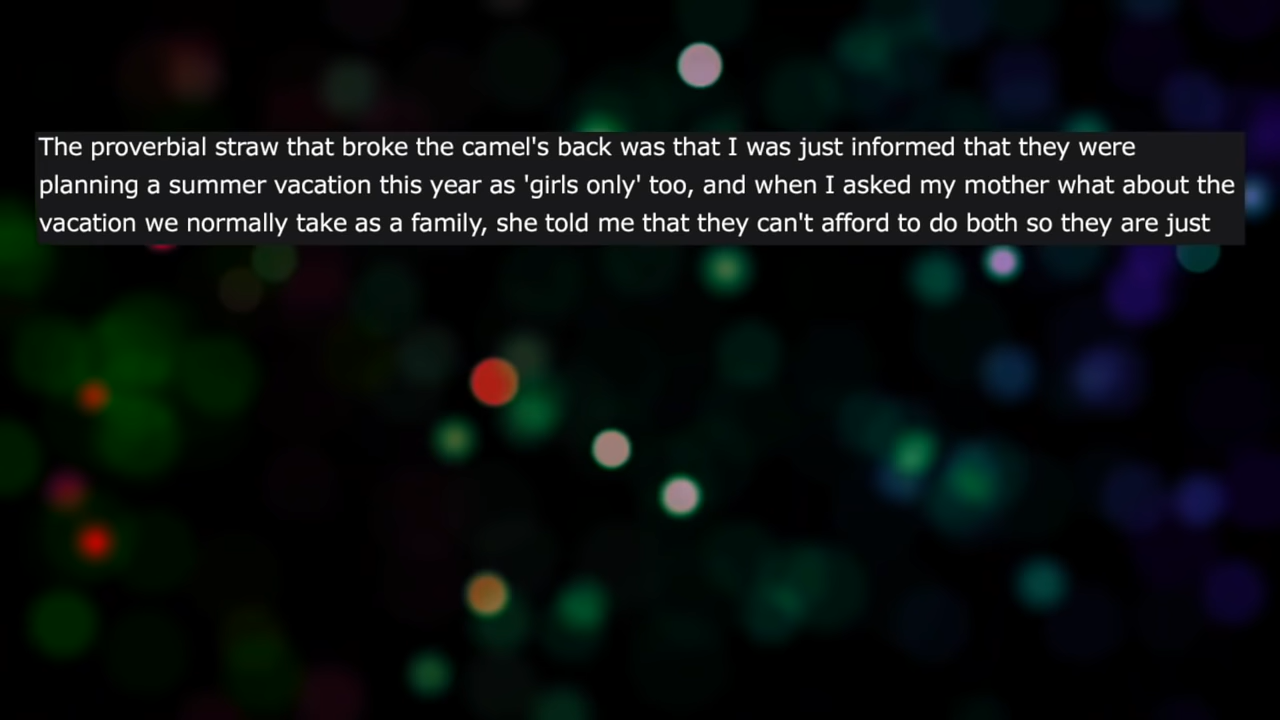 The proverbial straw that broke the camel's back was that I was just informed that they were
planning a summer vacation this year as 'girls only' too, and when I asked my mother what about the
vacation we normally take as a family, she told me that they can't afford to do both so they are just